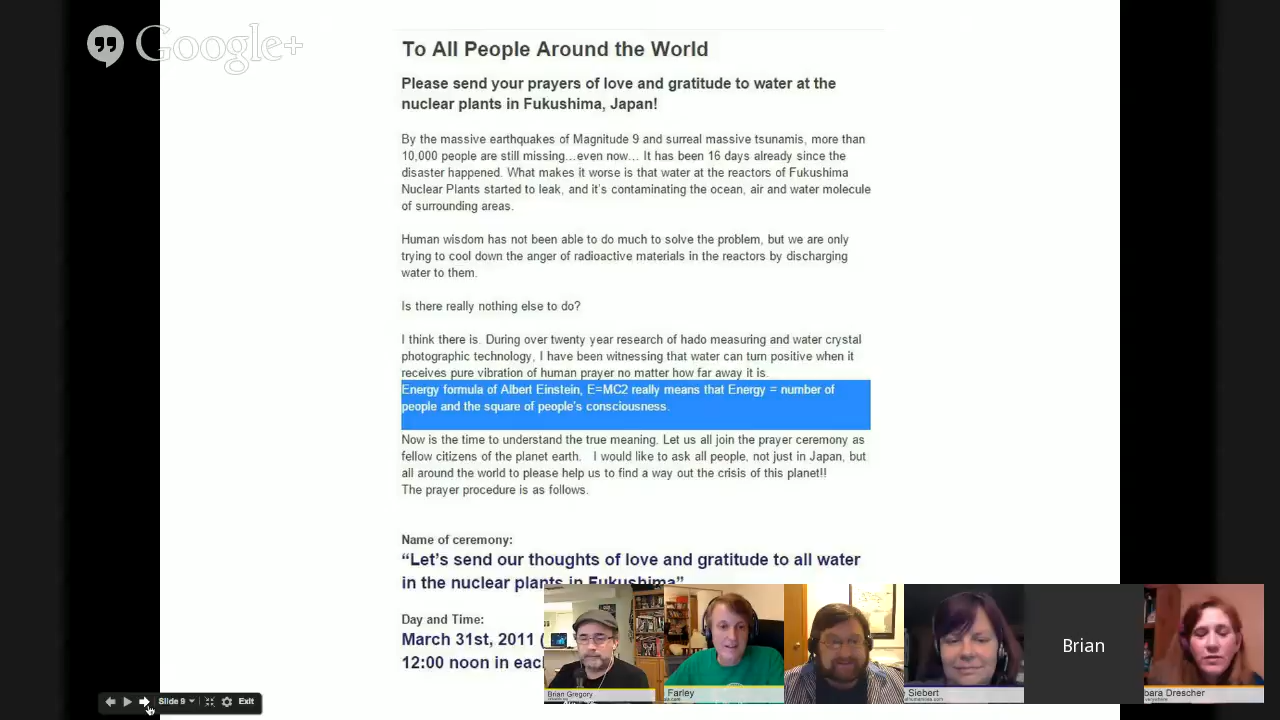 Google+
To All People Around the World
Please send your prayers of love and gratitude to water at the
nuclear plants in Fukushima, Japan!
By the massive earthquakes of Magnitude 9 and surreal massive tsunamis, more than
10,000 people are still missing…even now… It has been 16 days already since the
disaster happened. What makes it worse is that water at the reactors of Fukushima
Nuclear Plants started to leak, and it's contaminating the ocean, air and water molecule
of surrounding areas.
Human wisdom has not been able to do much to solve the problem, but we are only
trying to cool down the anger of radioactive materials in the reactors by discharging
water to them.
Is there really nothing else to do?
I think there is. During over twenty year research of hado measuring and water crystal
photographic technology, I have been witnessing that water can turn positive when it
receives pure vibration of human prayer no matter how far away it is.
Energy formula of Albert Einstein, E=MC2 really means that Energy = number of
people and the square of people's consciousness.
Now is the time to understand the true meaning. Let us all join the prayer ceremony as
fellow citizens of the planet earth. I would like to ask all people, not just in Japan, but
all around the world to please help us to find a way out the crisis of this planet!!
The prayer procedure is as follows.
Name of ceremony:
“Let's send our thoughts of love and gratitude to all water
in the nuclear plants in Fukushima”
Day and Time:
March 31st, 2011 (
12:00 noon in eac
Brian Gregory
Farley
Siebert
Brian
bara Drescher
Slide 9
Exit